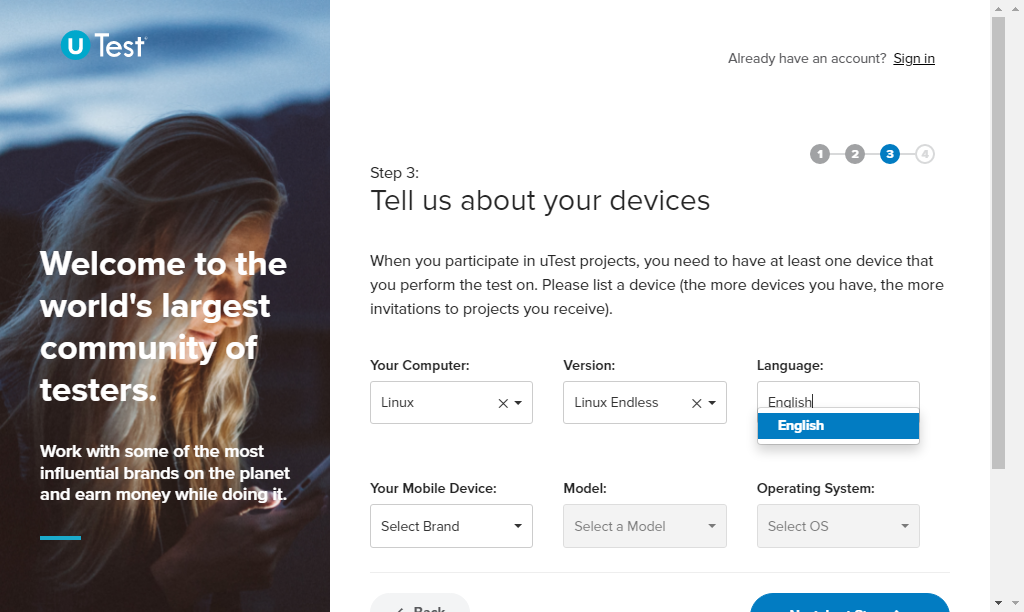 U Test
Already have an account? Sign in
1 2 3 4
Step 3:
Tell us about your devices
Welcome to the
world's largest
community of
testers.
Work with some of the most
influential brands on the planet
and earn money while doing it.
When you participate in uTest projects, you need to have at least one device that
you perform the test on. Please list a device (the more devices you have, the more
invitations to projects you receive).
Your Computer: Version: Language:
Linux Linux Endless English
English
Your Mobile Device: Model: Operating System:
Select Brand Select a Model Select OS
Back